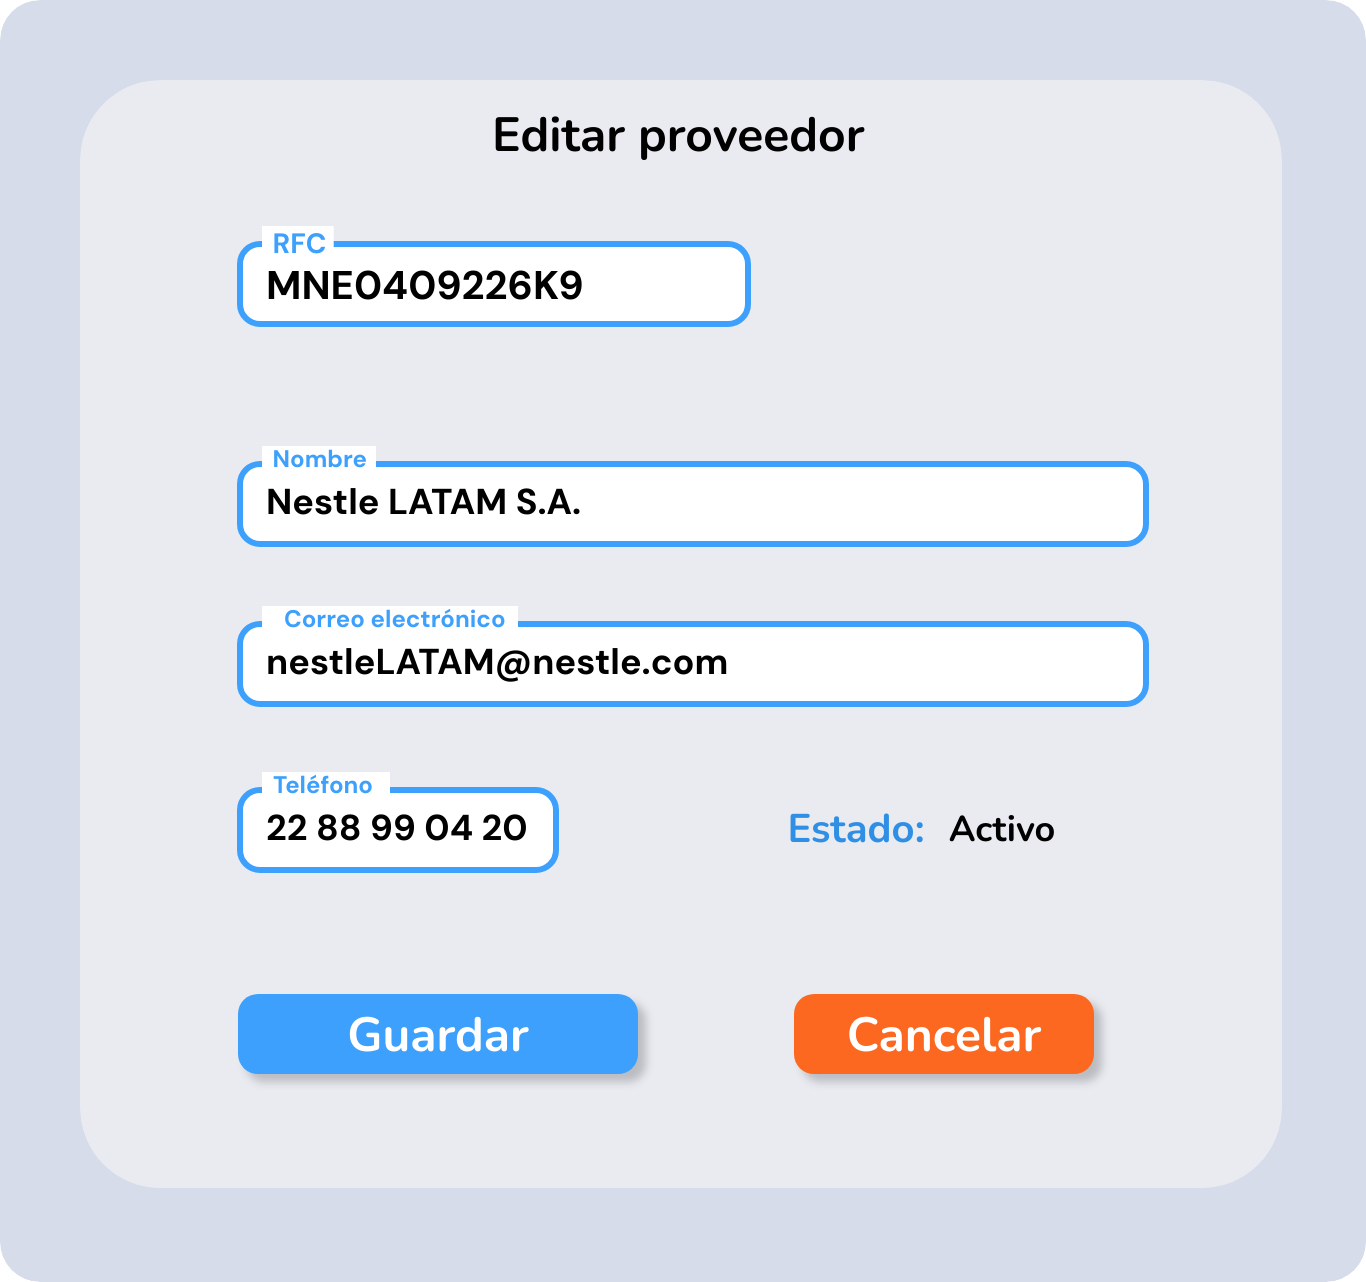 Editar proveedor
RFC
MNE0409226K9
Nombre
Nestle LATAM S.A.
Correo electrónico
nestleLATAM@nestle.com
Teléfono
22 88 99 04 20
Estado: Activo
Guardar
Cancelar